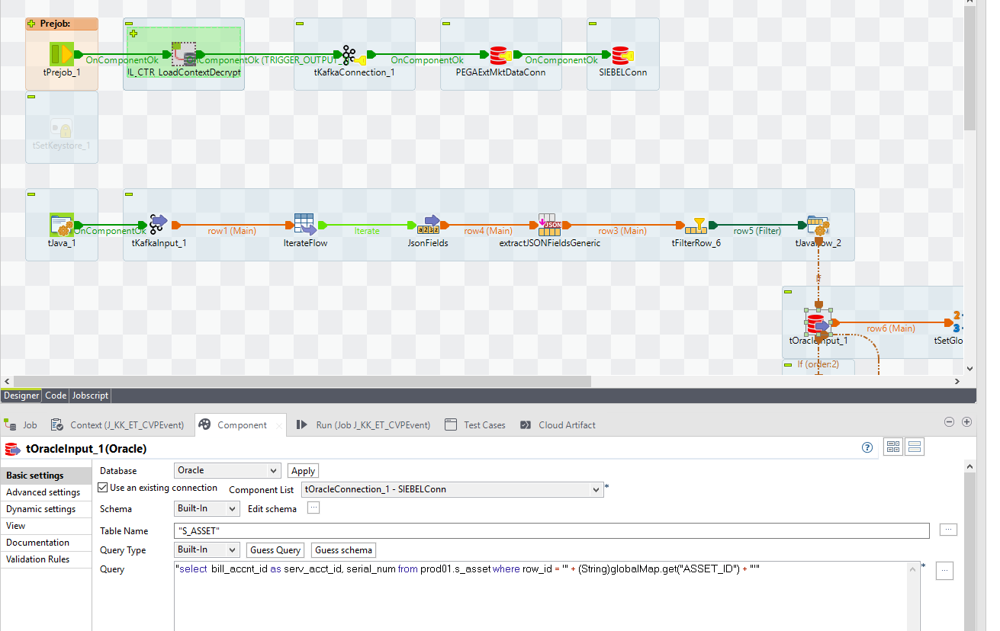 Prejob:
OnComponentOk
OnComponentOk (TRIGGER_OUTPUT_
OnComponentOk
OnComponentOk
tPrejob_1
!L_CTR_LoadContextDecrypt
tKafkaConnection_1
PEGAExtMktDataConn
SIEBELConn
tSetKeystore_1
OnComponentOk
row1 (Main)
Iterate
row4 (Main)
row3 (Main)
row5 (Filter)
tJava_1
tKafkaInput_1
IterateFlow
JsonFields
extractJSONFieldsGeneric
tFilterRow_6
tJavaRow_2
row6 (Main)
tOracleInput_1
tSetGlo
If (order:2)
Designer Code Jobscript
Job Context (J_KK_ET_CVPEvent) Component Run (Job J_KK_ET_CVPEvent) Test Cases Cloud Artifact
tOracleInput_1(Oracle)
Basic settings
Advanced settings
Dynamic settings
View
Documentation
Validation Rules
Database Oracle Apply
Use an existing connection Component List tOracleConnection_1 - SIEBELConn *
Schema Built-In Edit schema ...
Table Name "S_ASSET" ...
Query Type Built-In Guess Query Guess schema
Query "select bill_accnt_id as serv_acct_id, serial_num from prod01.s_asset where row_id = '" + (String)globalMap.get("ASSET_ID") + "'" * ...